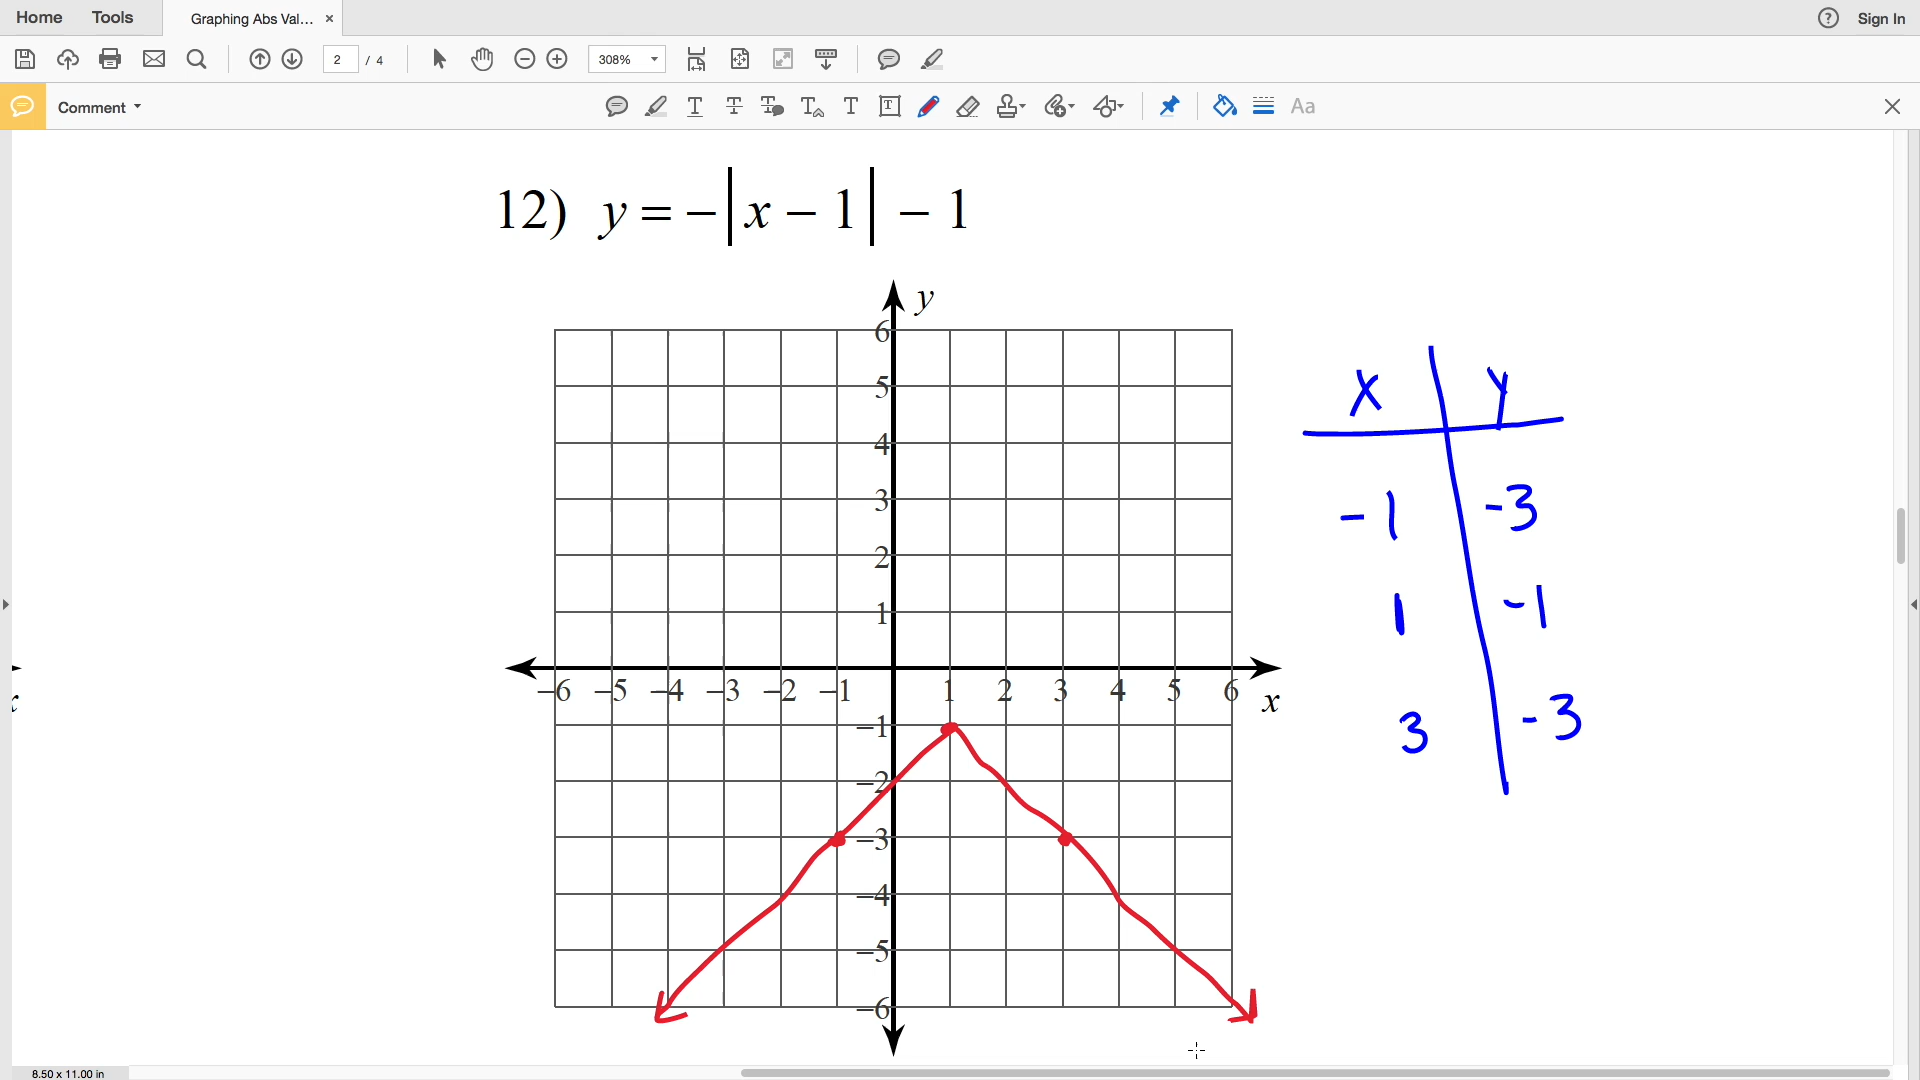 Home Tools Graphing Abs Val... × ? Sign In
2 / 4 308%
Comment T T T T T T Aa
12) y = -|x - 1| - 1
y
6
5
4
3
2
1
-6 -5 -4 -3 -2 -1 1 2 3 4 5 6 x
-1
-2
-3
-4
-5
-6
x y
-1 -3
1 -1
3 -3
8.50 x 11.00 in